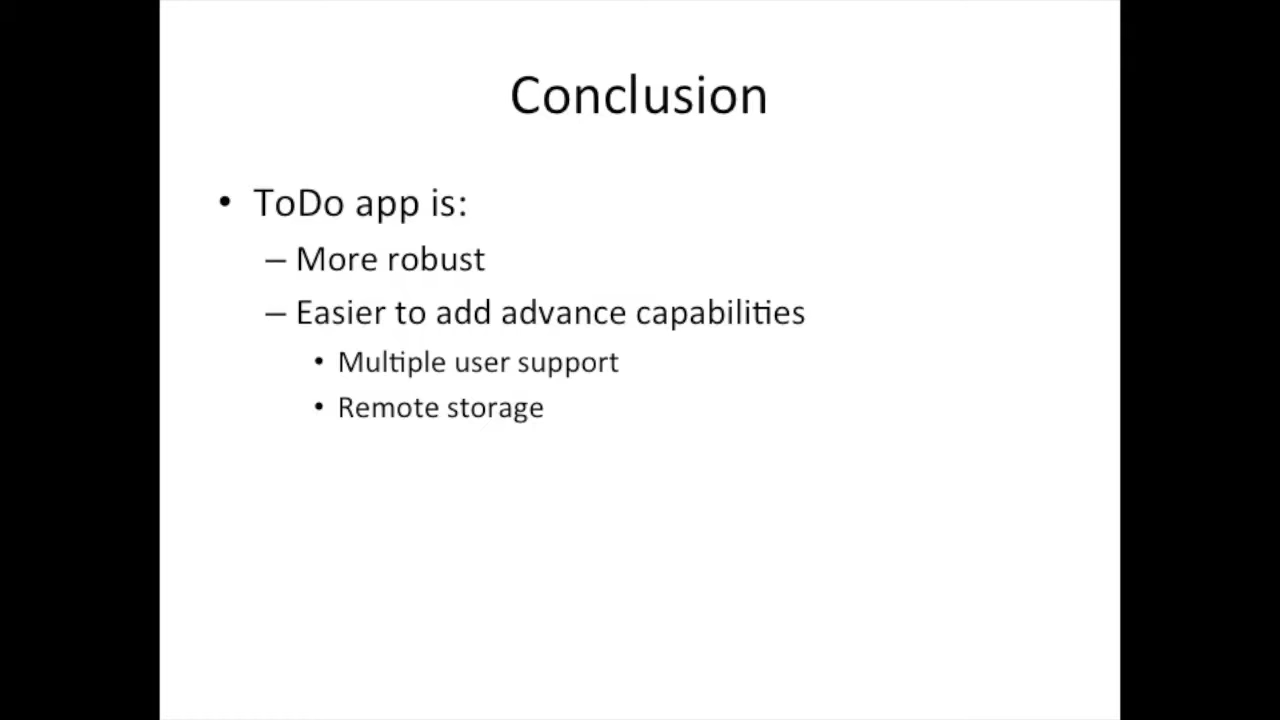 Conclusion
• ToDo app is:
– More robust
– Easier to add advance capabilities
• Multiple user support
• Remote storage